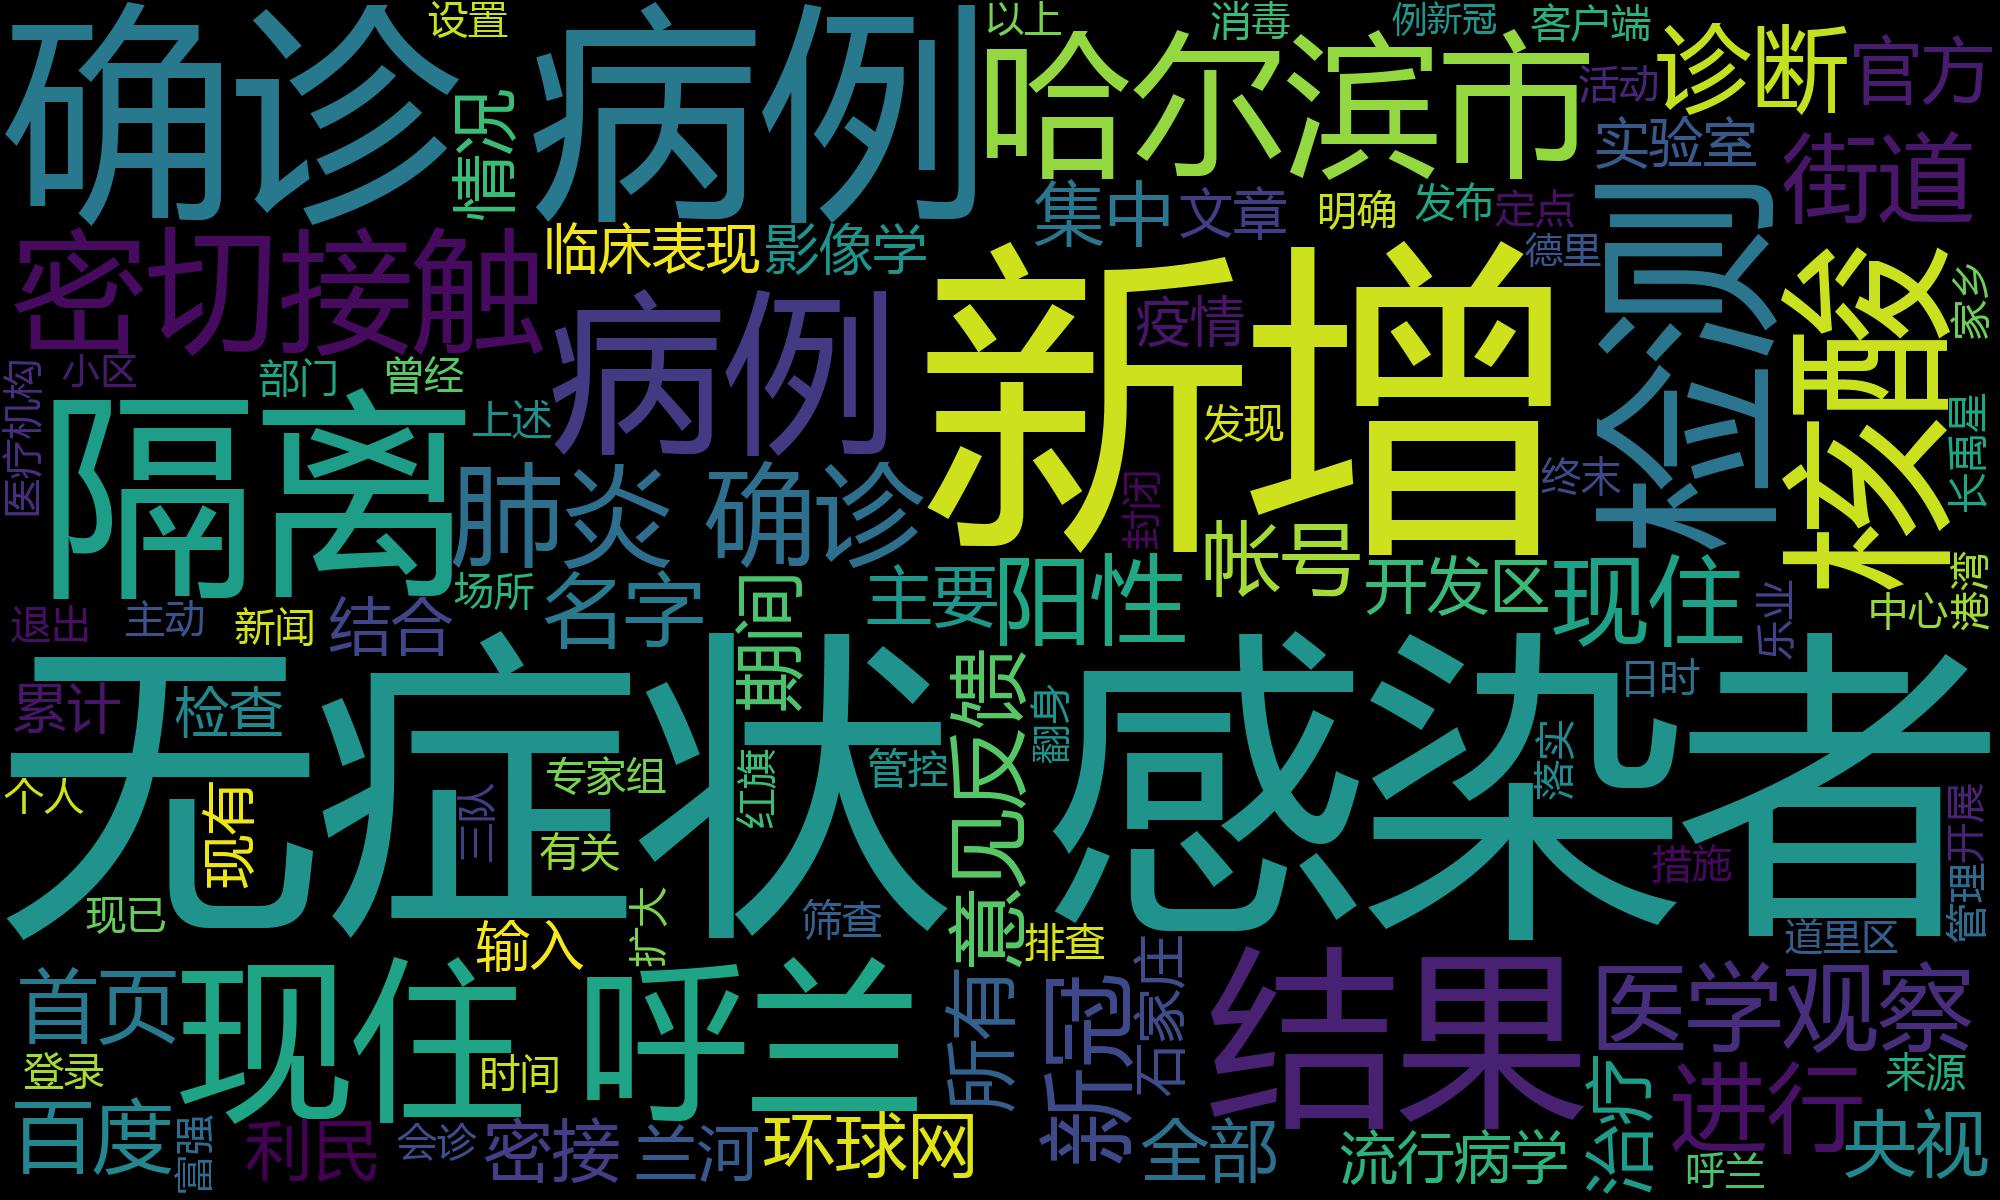 确诊 病例
设置
以上
消毒
例新冠
客户端
哈尔滨市
诊断
官方
活动
情况
实验室
街道
集中
文章
明确
发布
定点
德里
密切接触
临床表现
影像学
新增
检测
核酸
家乡
疫情
病例
小区
部门
曾经
医疗机构
隔离
上述
发现
长禹星
肺炎
确诊
终末
封闭
帐号
开发区
现住
阳性
主要
场所
名字
期间
港湾
中心
乐业
退出
主动
新闻
结合
无症状 感染者
意见反馈
翻身
日时
累计
检查
红旗
管控
专家组
落实
个人
现有
三队
有关
措施
开展
管理
现已
扩大
筛查
输入
排查
道里区
石家庄
首页
现住
呼兰
所有
新冠
结果
医学观察
登录
时间
来源
治疗
进行
百度
富强
利民
会诊
密接
兰河
环球网
全部
流行病学
呼兰
央视